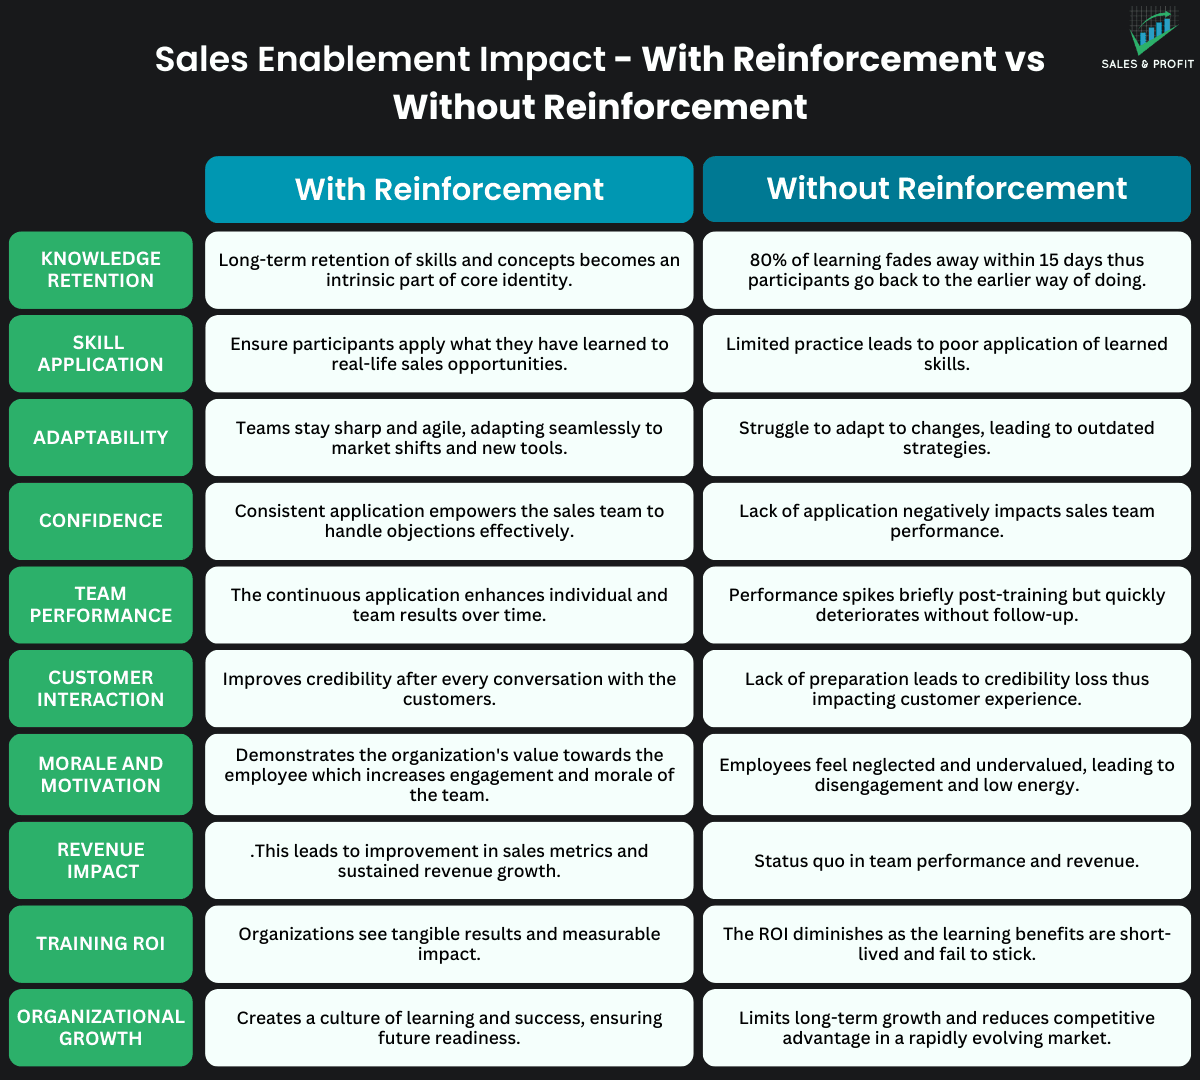 SALES & PROFIT
Sales Enablement Impact - With Reinforcement vs
Without Reinforcement
With Reinforcement
Without Reinforcement
KNOWLEDGE
RETENTION
Long-term retention of skills and concepts becomes an
intrinsic part of core identity.
80% of learning fades away within 15 days thus
participants go back to the earlier way of doing.
SKILL
APPLICATION
Ensure participants apply what they have learned to
real-life sales opportunities.
Limited practice leads to poor application of learned
skills.
ADAPTABILITY
Teams stay sharp and agile, adapting seamlessly to
market shifts and new tools.
Struggle to adapt to changes, leading to outdated
strategies.
CONFIDENCE
Consistent application empowers the sales team to
handle objections effectively.
Lack of application negatively impacts sales team
performance.
TEAM
PERFORMANCE
The continuous application enhances individual and
team results over time.
Performance spikes briefly post-training but quickly
deteriorates without follow-up.
CUSTOMER
INTERACTION
Improves credibility after every conversation with the
customers.
Lack of preparation leads to credibility loss thus
impacting customer experience.
MORALE AND
MOTIVATION
Demonstrates the organization's value towards the
employee which increases engagement and morale of
the team.
Employees feel neglected and undervalued, leading to
disengagement and low energy.
REVENUE
IMPACT
.This leads to improvement in sales metrics and
sustained revenue growth.
Status quo in team performance and revenue.
TRAINING ROI
Organizations see tangible results and measurable
impact.
The ROI diminishes as the learning benefits are short-
lived and fail to stick.
ORGANIZATIONAL
GROWTH
Creates a culture of learning and success, ensuring
future readiness.
Limits long-term growth and reduces competitive
advantage in a rapidly evolving market.